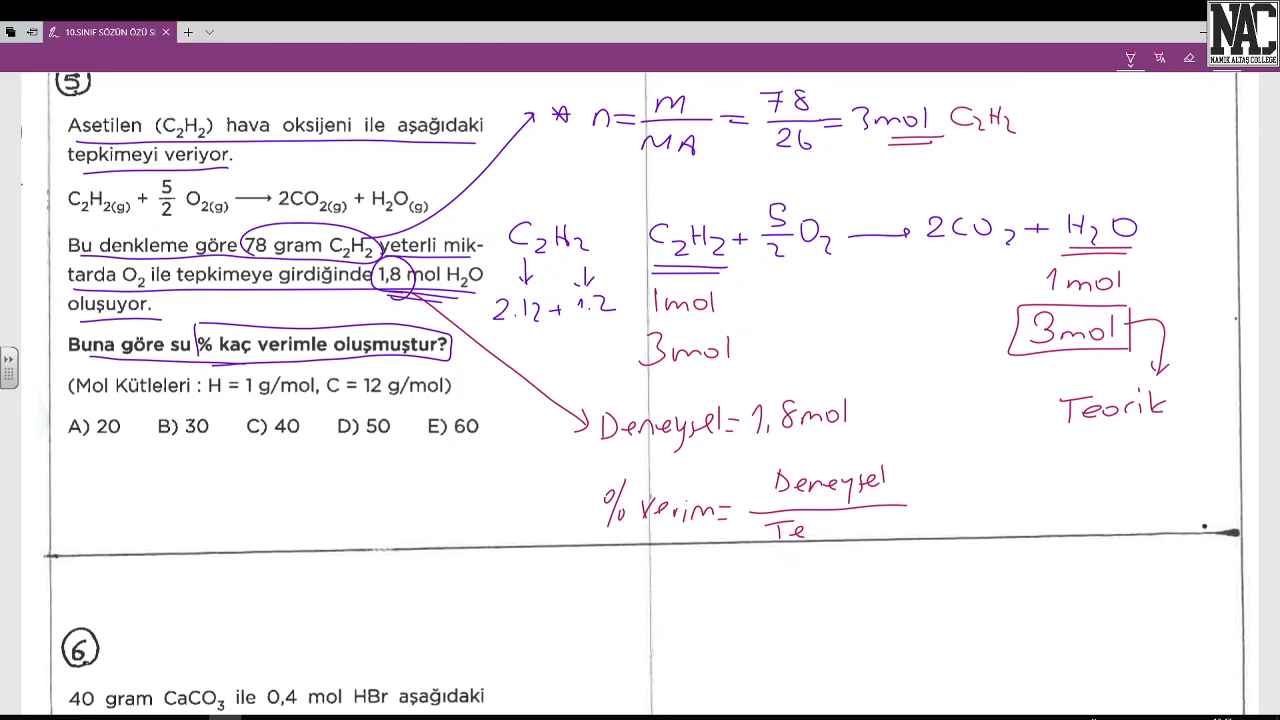 10.SINIF SÖZÜN ÖZÜ S
NAC
NAMIK ALTAŞ COLLEGE
5
Asetilen (C₂H₂) hava oksijeni ile aşağıdaki
tepkimeyi veriyor.
C₂H₂(g) + 5/2 O₂(g) ⟶ 2CO₂(g) + H₂O(g)
Bu denkleme göre 78 gram C₂H₂ yeterli mik-
tarda O₂ ile tepkimeye girdiğinde 1,8 mol H₂O
oluşuyor.
Buna göre su % kaç verimle oluşmuştur?
(Mol Kütleleri : H = 1 g/mol, C = 12 g/mol)
A) 20 B) 30 C) 40 D) 50 E) 60
* n = m/MA = 78/26 = 3mol C₂H₂
C₂H₂
2.12 + 1.2
C₂H₂ + 5/2 O₂ ⟶ 2CO₂ + H₂O
1mol 1mol
3mol 3mol
Teorik
Deneysel = 1,8mol
% Verim = Deneysel/Te
6
40 gram CaCO₃ ile 0,4 mol HBr aşağıdaki